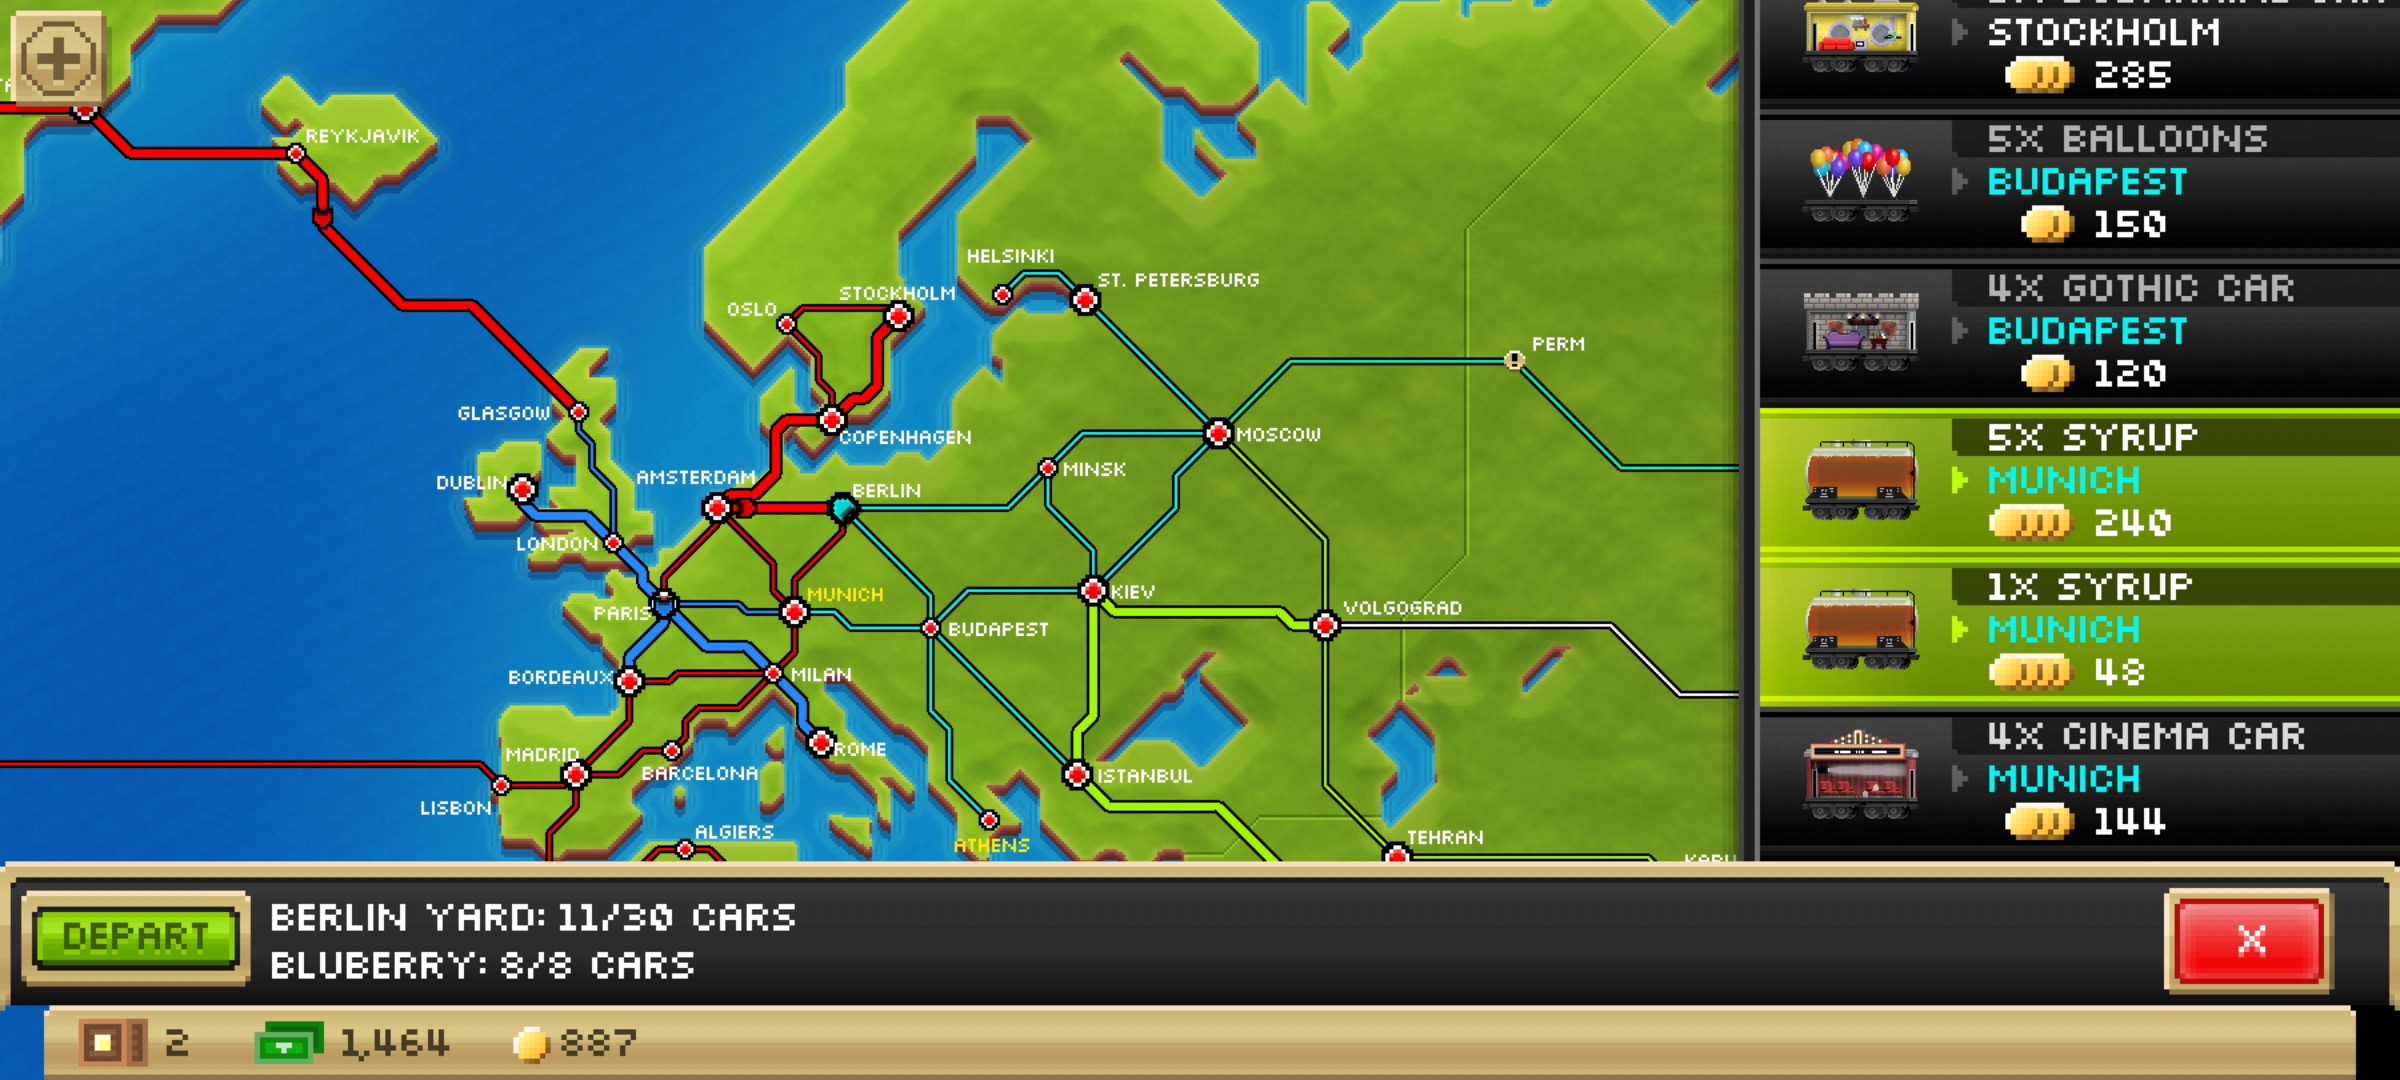 REYKJAVIK
HELSINKI
ST. PETERSBURG
STOCKHOLM
OSLO
PERM
GLASGOW
COPENHAGEN
MOSCOW
MINSK
DUBLIN
AMSTERDAM
BERLIN
LONDON
MUNICH
PARIS
KIEV
VOLGOGRAD
BUDAPEST
BORDEAUX
MILAN
MADRID
ROME
BARCELONA
ISTANBUL
LISBON
ALGIERS
ATHENS
TEHRAN
STOCKHOLM
285
5X BALLOONS
BUDAPEST
150
4X GOTHIC CAR
BUDAPEST
120
5X SYRUP
MUNICH
240
1X SYRUP
MUNICH
48
4X CINEMA CAR
MUNICH
144
DEPART
BERLIN YARD: 11/30 CARS
BLUBERRY: 8/8 CARS
X
2
1,464
887